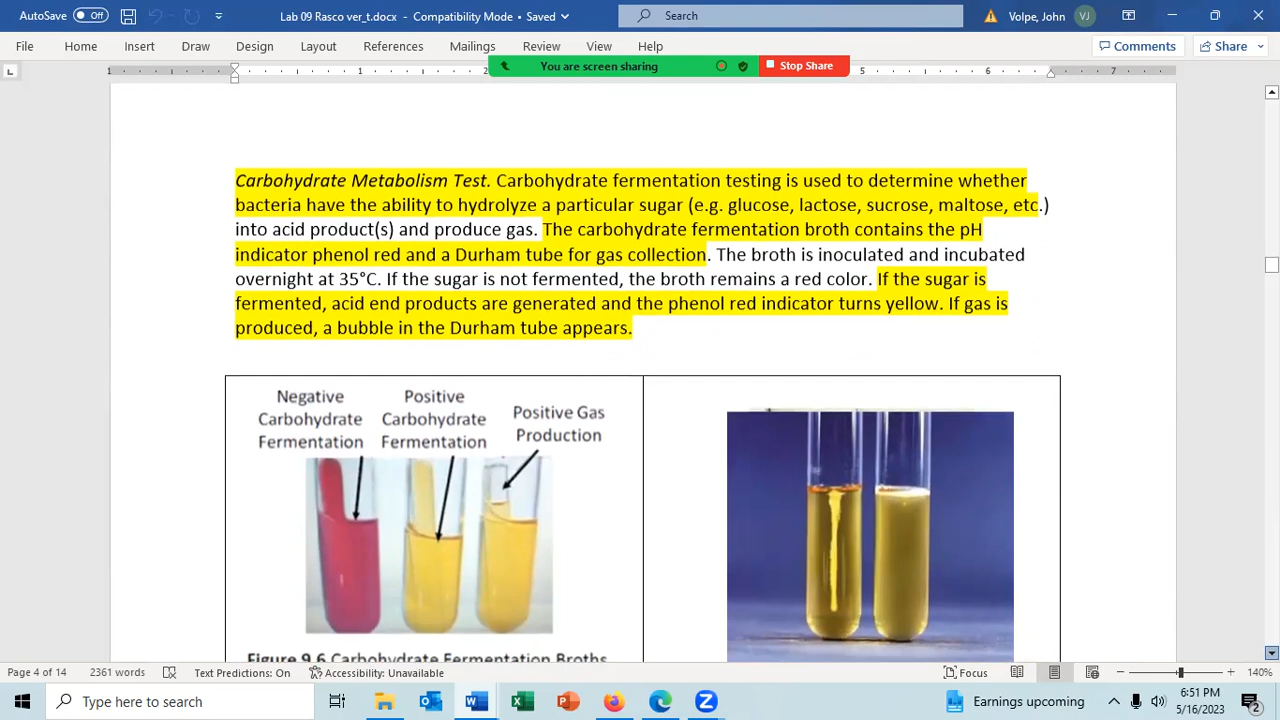 AutoSave Off Lab 09 Rasco ver_t.docx - Compatibility Mode • Saved Search Volpe, John VJ
File Home Insert Draw Design Layout References Mailings Review View Help Comments Share
You are screen sharing Stop Share
1 2 5 6 7
Carbohydrate Metabolism Test. Carbohydrate fermentation testing is used to determine whether
bacteria have the ability to hydrolyze a particular sugar (e.g. glucose, lactose, sucrose, maltose, etc.)
into acid product(s) and produce gas. The carbohydrate fermentation broth contains the pH
indicator phenol red and a Durham tube for gas collection. The broth is inoculated and incubated
overnight at 35°C. If the sugar is not fermented, the broth remains a red color. If the sugar is
fermented, acid end products are generated and the phenol red indicator turns yellow. If gas is
produced, a bubble in the Durham tube appears.
Negative
Carbohydrate
Fermentation
Positive
Carbohydrate
Fermentation
Positive Gas
Production
Figure 9.6 Carbohydrate Fermentation Broths
Page 4 of 14 2361 words Text Predictions: On Accessibility: Unavailable Focus 140%
Type here to search Earnings upcoming 6:51 PM
5/16/2023 2